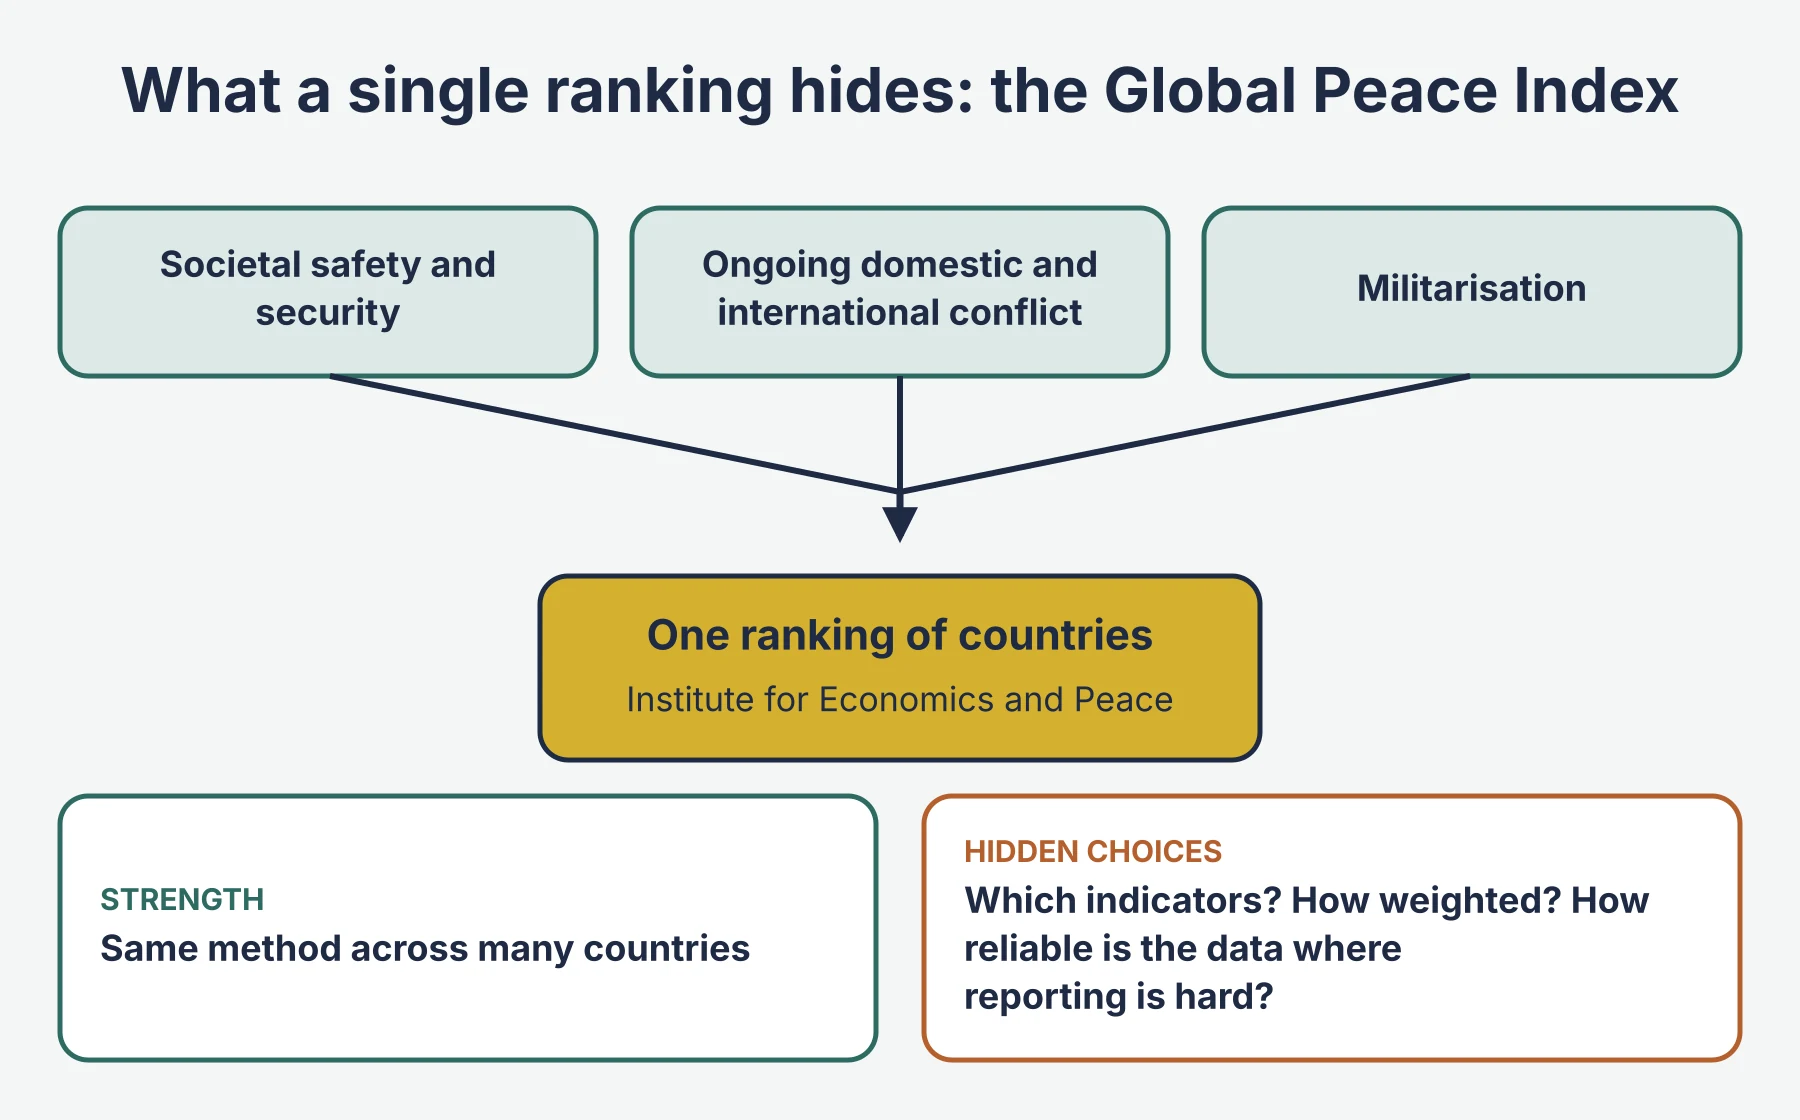 What a single ranking hides: the Global Peace Index
Societal safety and
security
Ongoing domestic and
international conflict
Militarisation
One ranking of countries
Institute for Economics and Peace
STRENGTH
Same method across many countries
HIDDEN CHOICES
Which indicators? How weighted? How
reliable is the data where
reporting is hard?